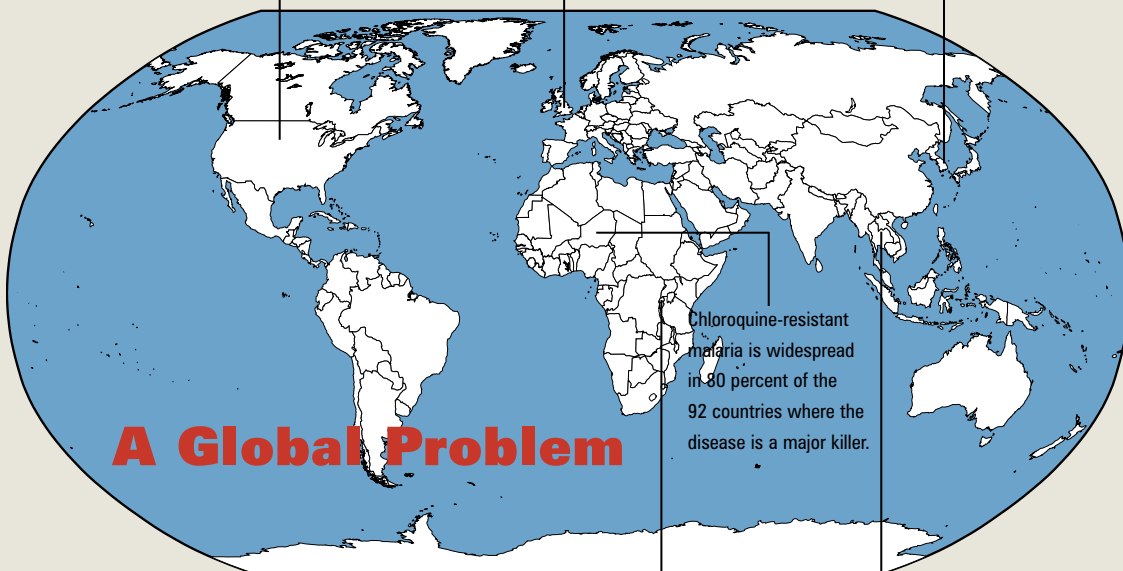 Chloroquine-resistant
malaria is widespread
in 80 percent of the
92 countries where the
disease is a major killer.
A Global Problem